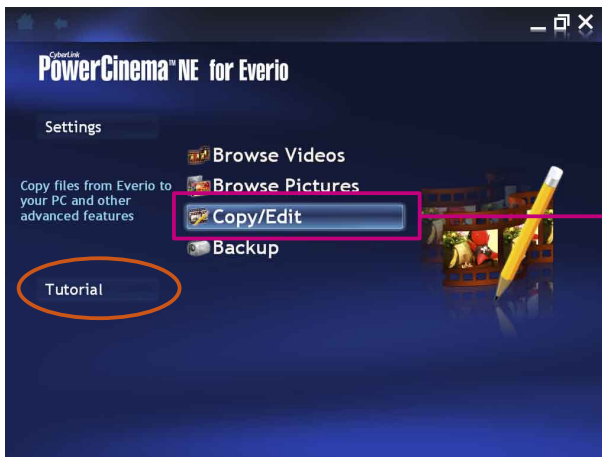 CyberLink
PowerCinema™ NE for Everio
Settings
Browse Videos
Copy files from Everio to
your PC and other
advanced features
Browse Pictures
Copy/Edit
Backup
Tutorial